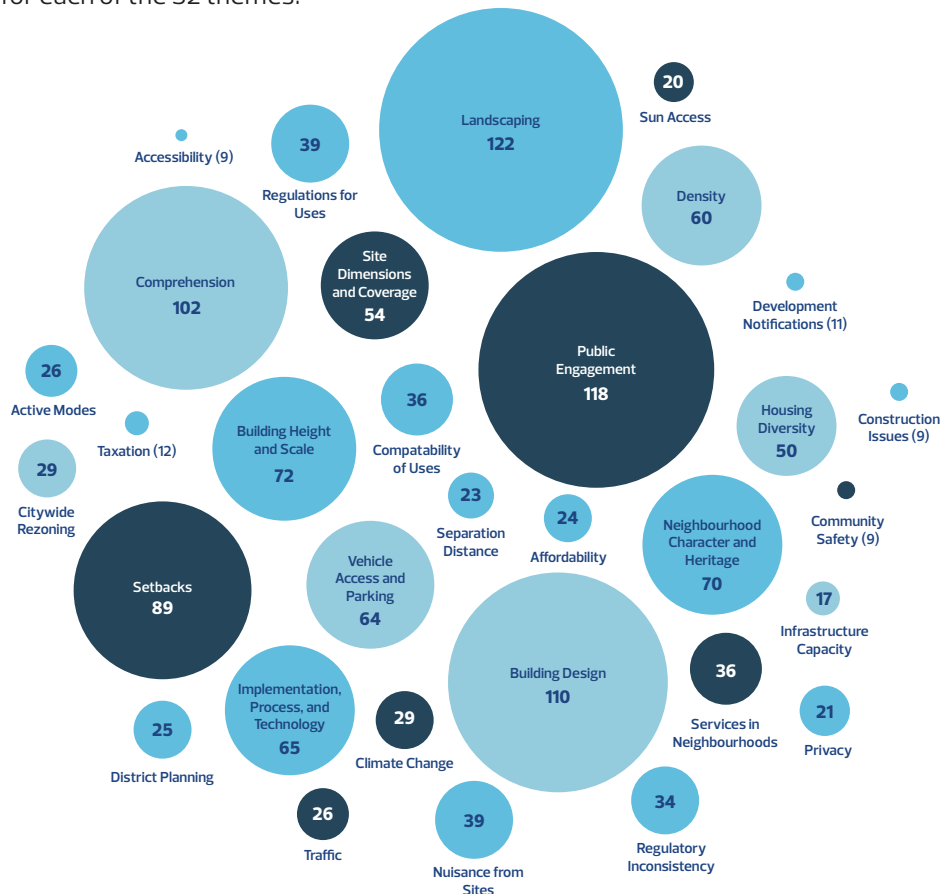 for each of the 32 themes.
Landscaping
122
20
Sun Access
Accessibility (9)
39
Regulations for
Uses
Density
60
Comprehension
102
Site
Dimensions
and Coverage
54
Development
Notifications (11)
Public
Engagement
118
26
Active Modes
Taxation (12)
Building Height
and Scale
72
36
Compatability
of Uses
Housing
Diversity
50
Construction
Issues (9)
29
Citywide
Rezoning
23
Separation
Distance
24
Affordability
Neighbourhood
Character and
Heritage
70
Community
Safety (9)
Setbacks
89
Vehicle
Access and
Parking
64
17
Infrastructure
Capacity
Building Design
110
36
Services in
Neighbourhoods
Implementation,
Process, and
Technology
65
29
Climate Change
21
Privacy
25
District Planning
26
Traffic
39
Nuisance from
Sites
34
Regulatory
Inconsistency